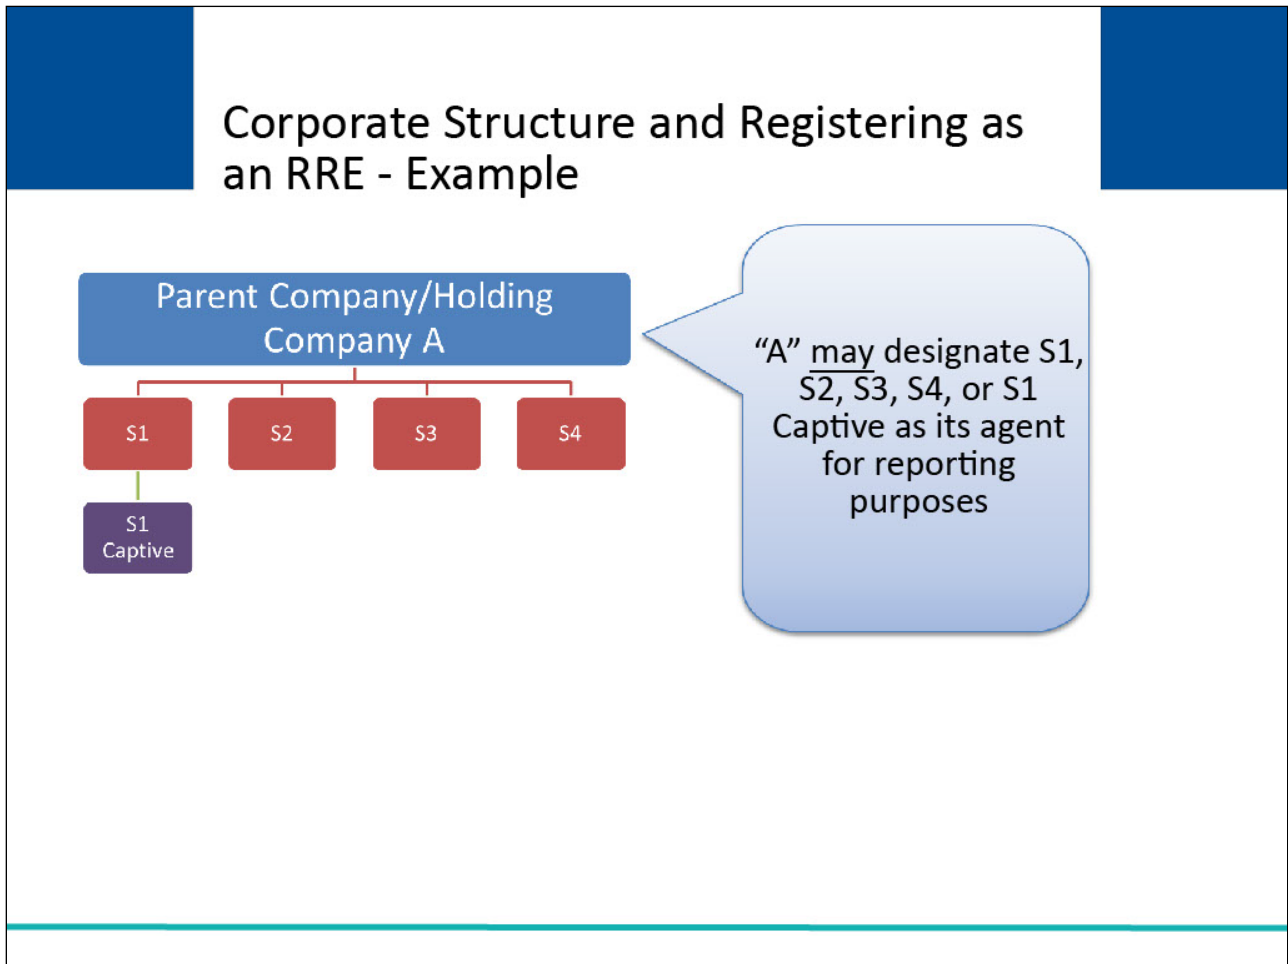 Corporate Structure and Registering as
an RRE - Example
Parent Company/Holding
Company A
S1
S2
S3
S4
S1
Captive
“A” may designate S1,
S2, S3, S4, or S1
Captive as its agent
for reporting
purposes